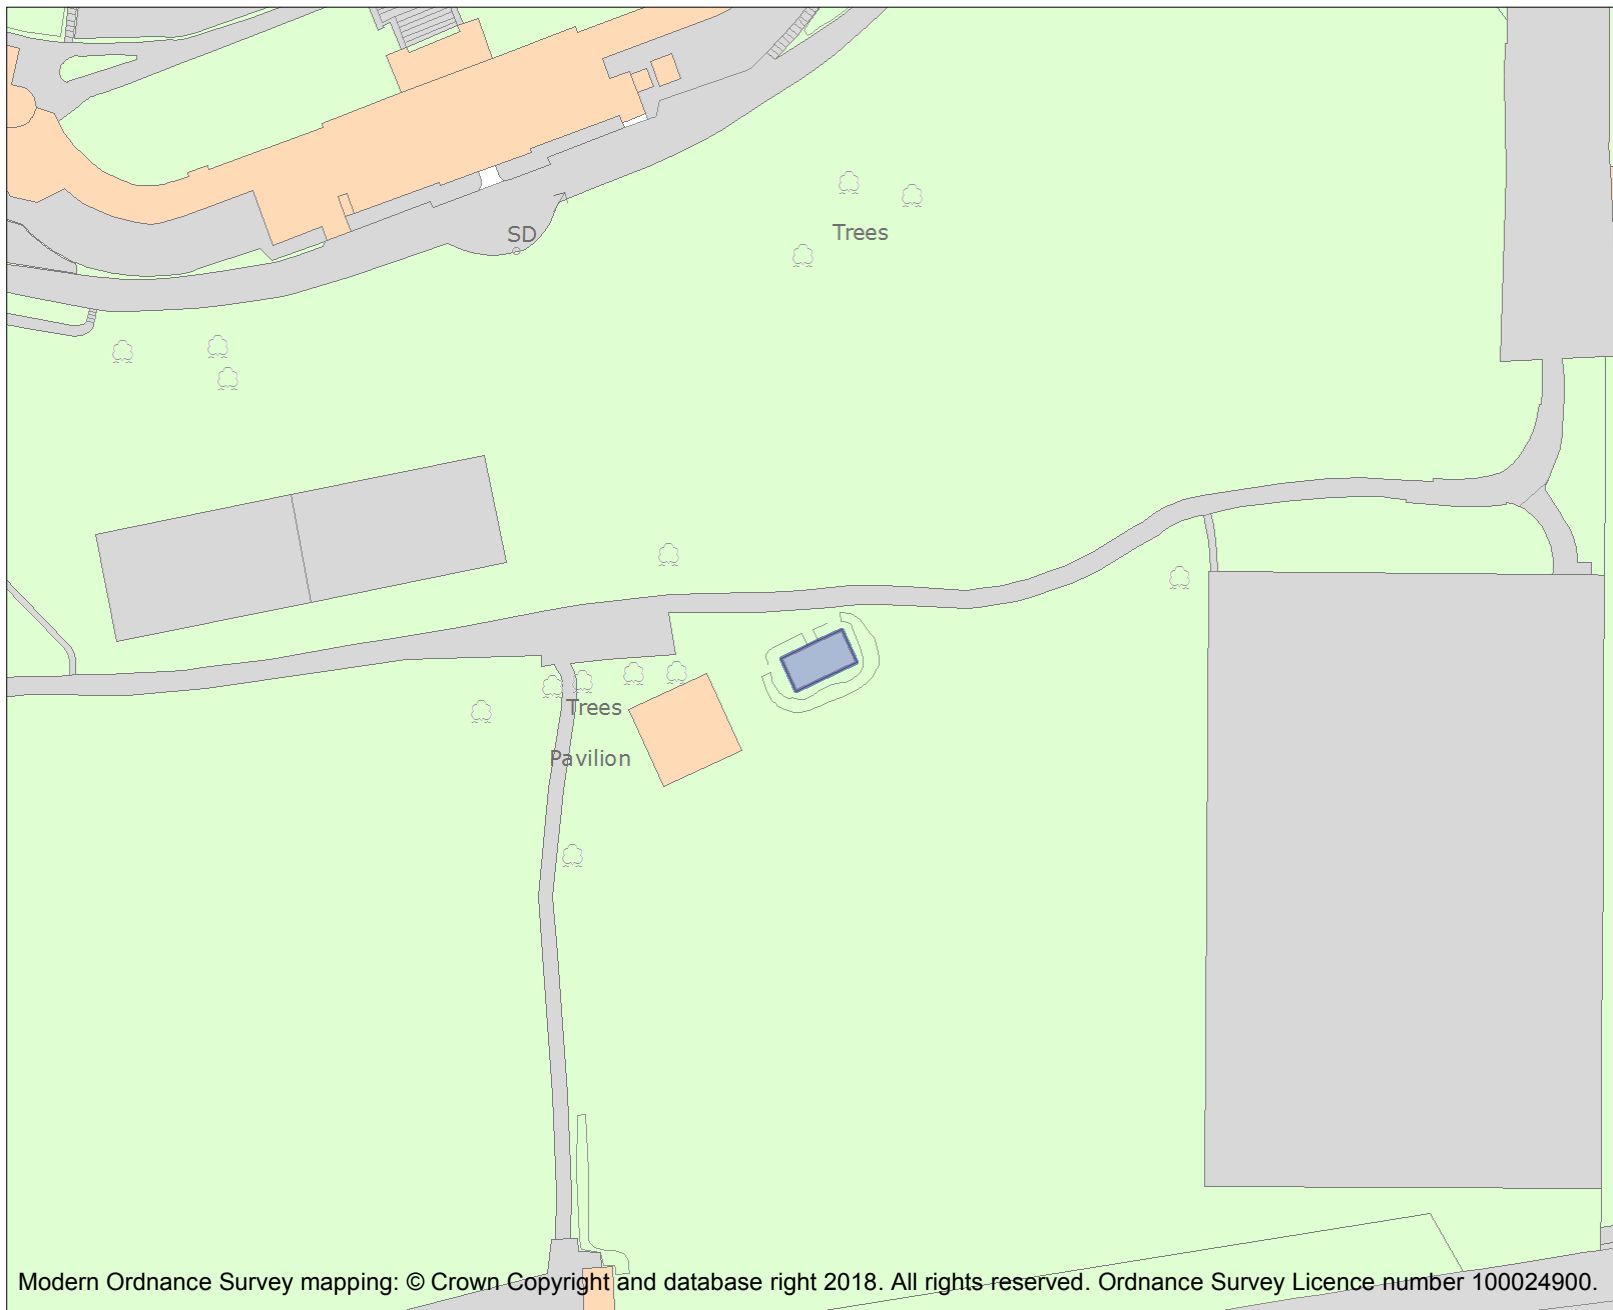 SD
Trees
Trees
Pavilion
Modern Ordnance Survey mapping: © Crown Copyright and database right 2018. All rights reserved. Ordnance Survey Licence number 100024900.